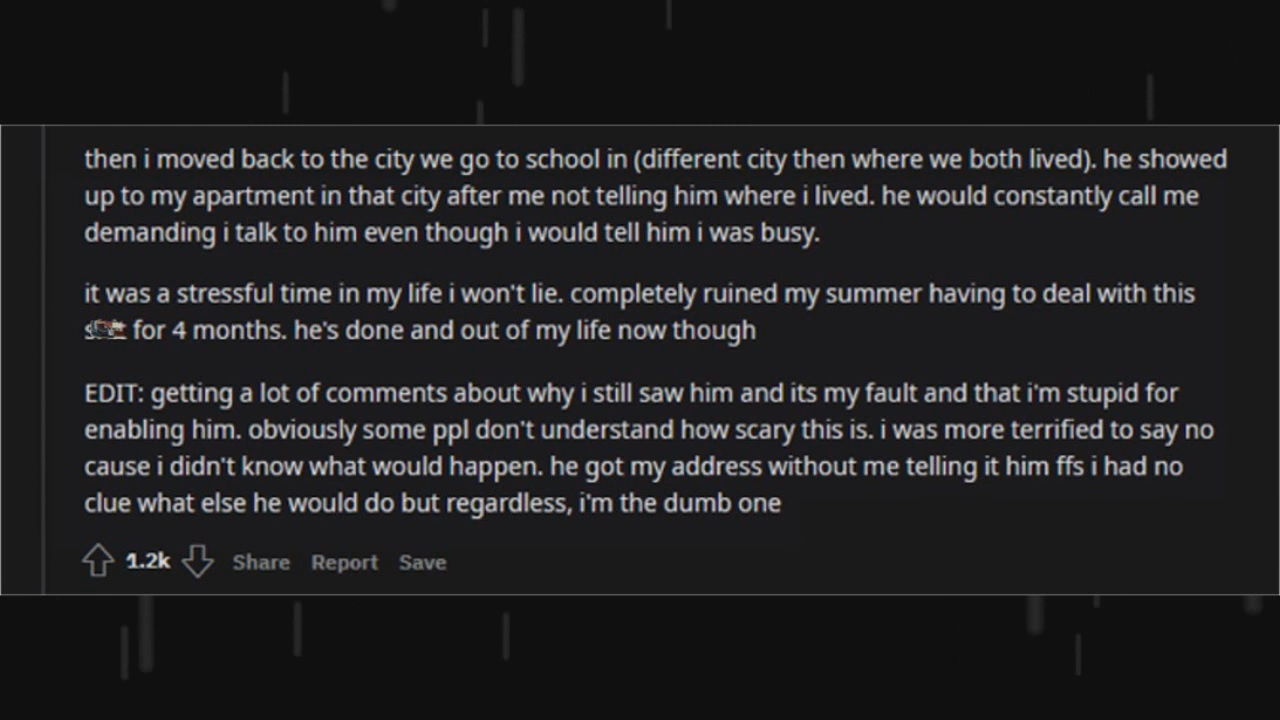 then i moved back to the city we go to school in (different city then where we both lived). he showed
up to my apartment in that city after me not telling him where i lived. he would constantly call me
demanding i talk to him even though i would tell him i was busy.
it was a stressful time in my life i won't lie. completely ruined my summer having to deal with this
for 4 months. he's done and out of my life now though
EDIT: getting a lot of comments about why i still saw him and its my fault and that i'm stupid for
enabling him. obviously some ppl don't understand how scary this is. i was more terrified to say no
cause i didn't know what would happen. he got my address without me telling it him ffs i had no
clue what else he would do but regardless, i'm the dumb one
1.2k Share Report Save